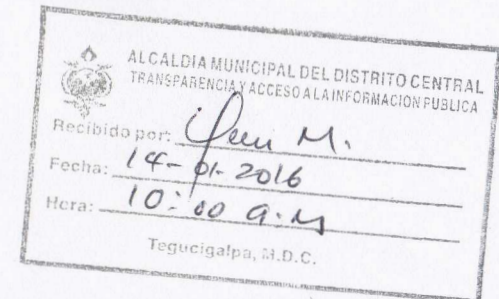 ALCALDIA MUNICIPAL DEL DISTRITO CENTRAL
TRANSPARENCIA Y ACCESO A LA INFORMACION PUBLICA
Recibido por: M.
Fecha: 14-01-2016
Hora: 10:00 a.m
Tegucigalpa, M.D.C.